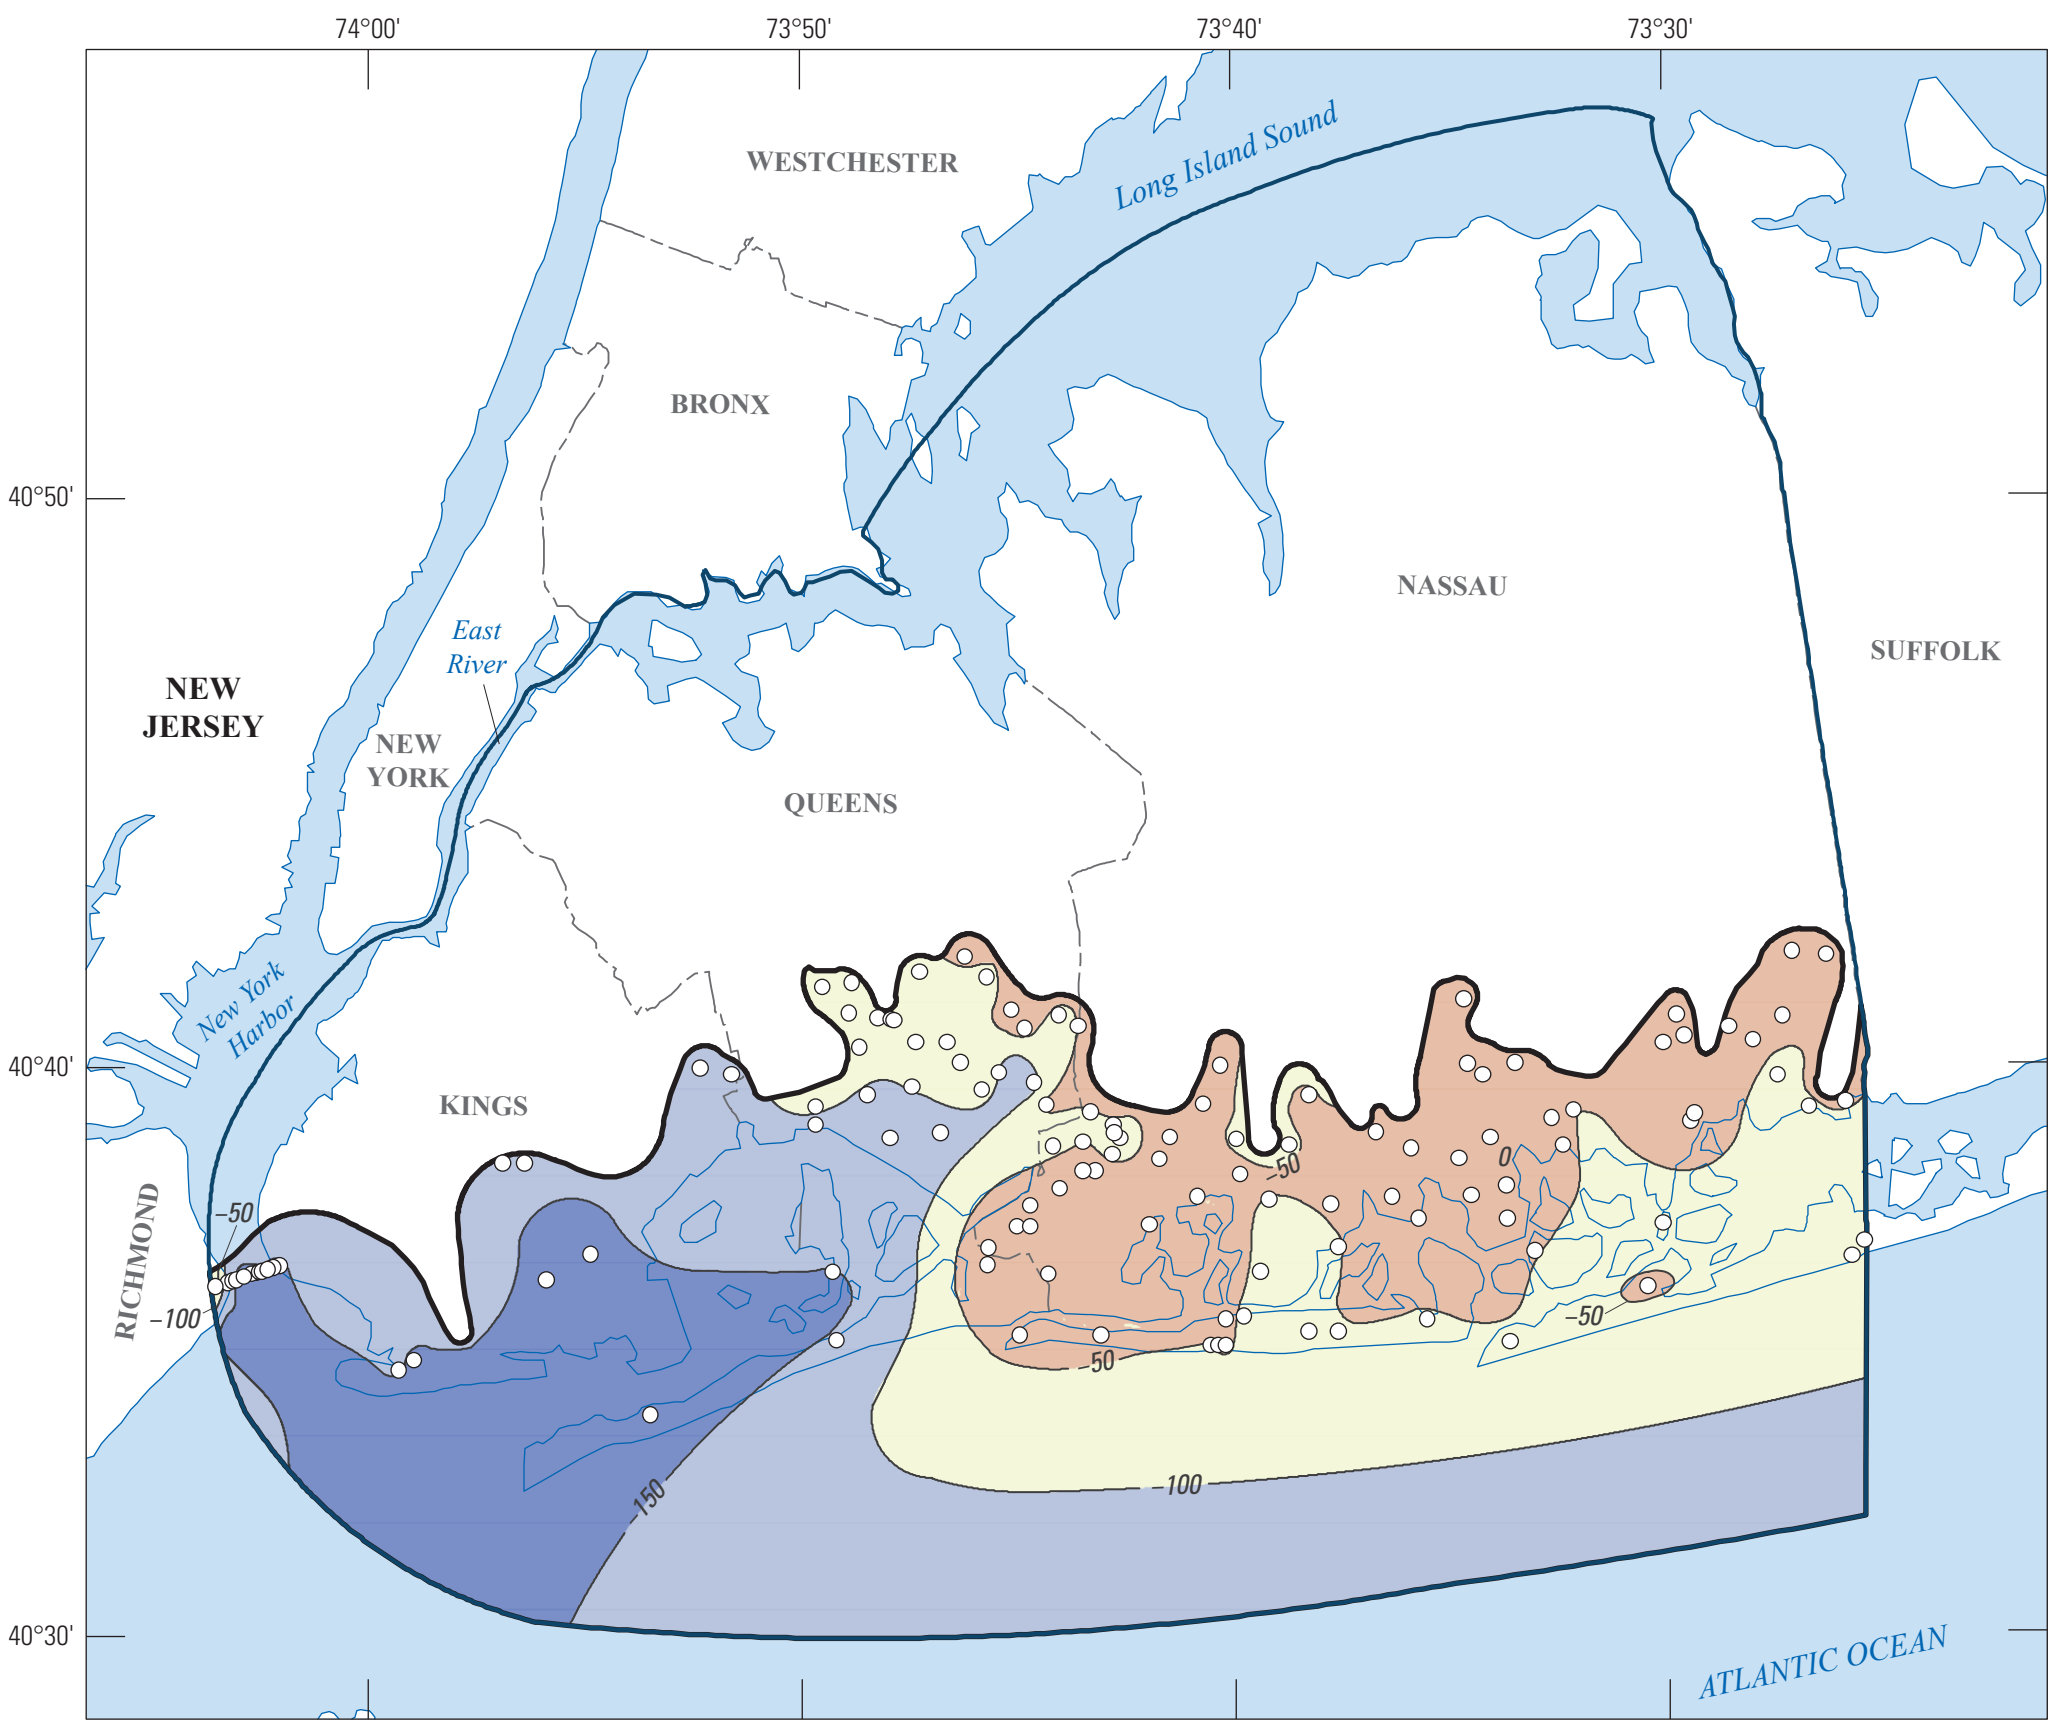 74°00'
73°50'
73°40'
73°30'
Long Island Sound
WESTCHESTER
BRONX
40°50'
NASSAU
East
River
SUFFOLK
NEW
JERSEY
NEW
YORK
QUEENS
New York
Harbor
40°40'
KINGS
0
–50
RICHMOND
–50
–100
–50
–50
–100
150
40°30'
ATLANTIC OCEAN